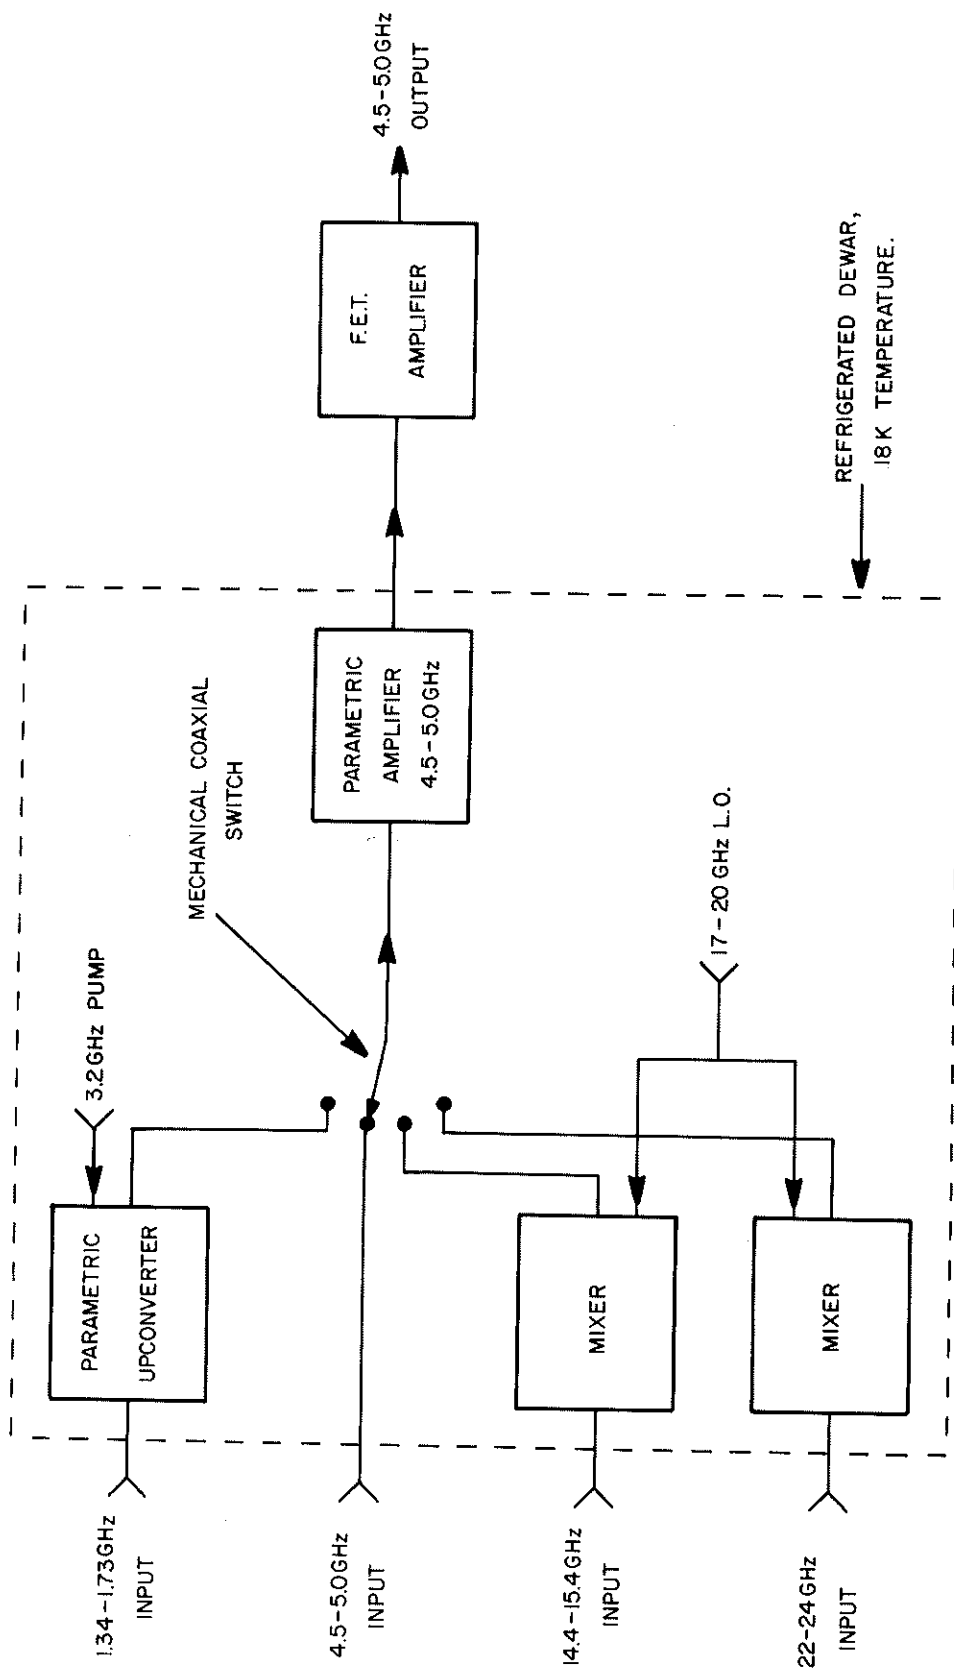 1.34-1.73GHz
INPUT
PARAMETRIC
UPCONVERTER
3.2GHz PUMP
MECHANICAL COAXIAL
SWITCH
4.5-5.0GHz
INPUT
PARAMETRIC
AMPLIFIER
4.5-5.0GHz
F.E.T.
AMPLIFIER
4.5-5.0GHz
OUTPUT
14.4-15.4GHz
INPUT
MIXER
17-20GHz L.O.
22-24GHz
INPUT
MIXER
REFRIGERATED DEWAR,
18K TEMPERATURE.